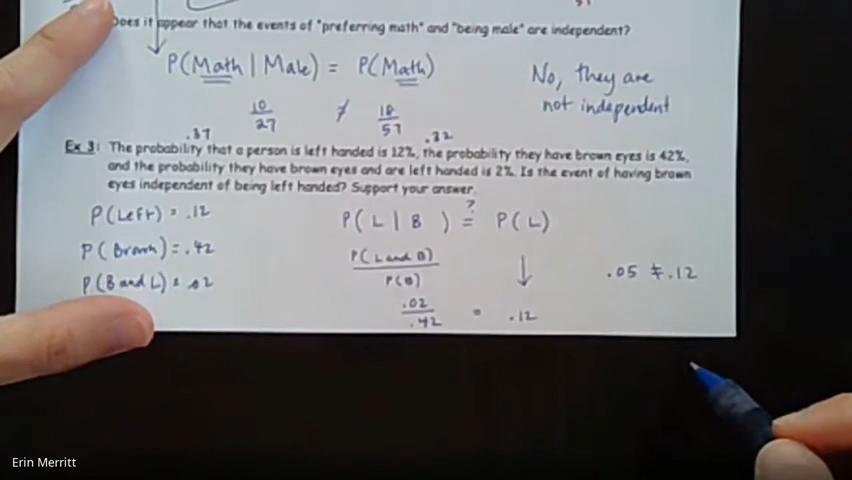 Does it appear that the events of "preferring math" and "being male" are independent?
P(Math | Male) = P(Math)
No, they are
not independent
10/27 ≠ 18/57
.37 .32
Ex 3: The probability that a person is left handed is 12%, the probability they have brown eyes is 42%,
and the probability they have brown eyes and are left handed is 2%. Is the event of having brown
eyes independent of being left handed? Support your answer.
P(Left) = .12
P(Brown) = .42
P(B and L) = .02
P(L | B) ?= P(L)
P(L and B)
P(B)
.02/.42 = .12
.05 ≠ .12
Erin Merritt